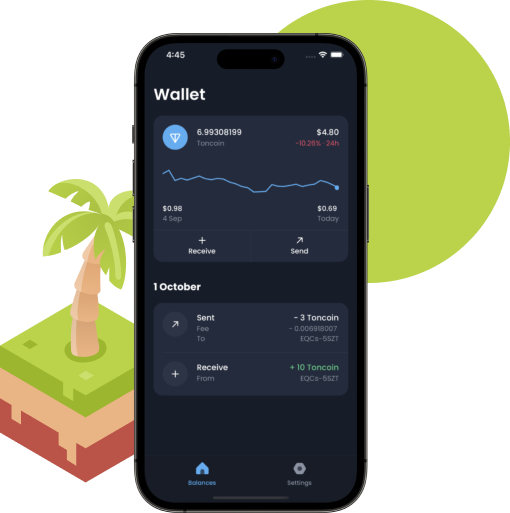 4:45
Wallet
6.99308199 $4.80
Toncoin -10.26% · 24h
$0.98 $0.69
4 Sep Today
Receive Send
1 October
Sent - 3 Toncoin
Fee - 0.006918007
To EQCs-5SZT
Receive + 10 Toncoin
From EQCs-5SZT
Balances Settings